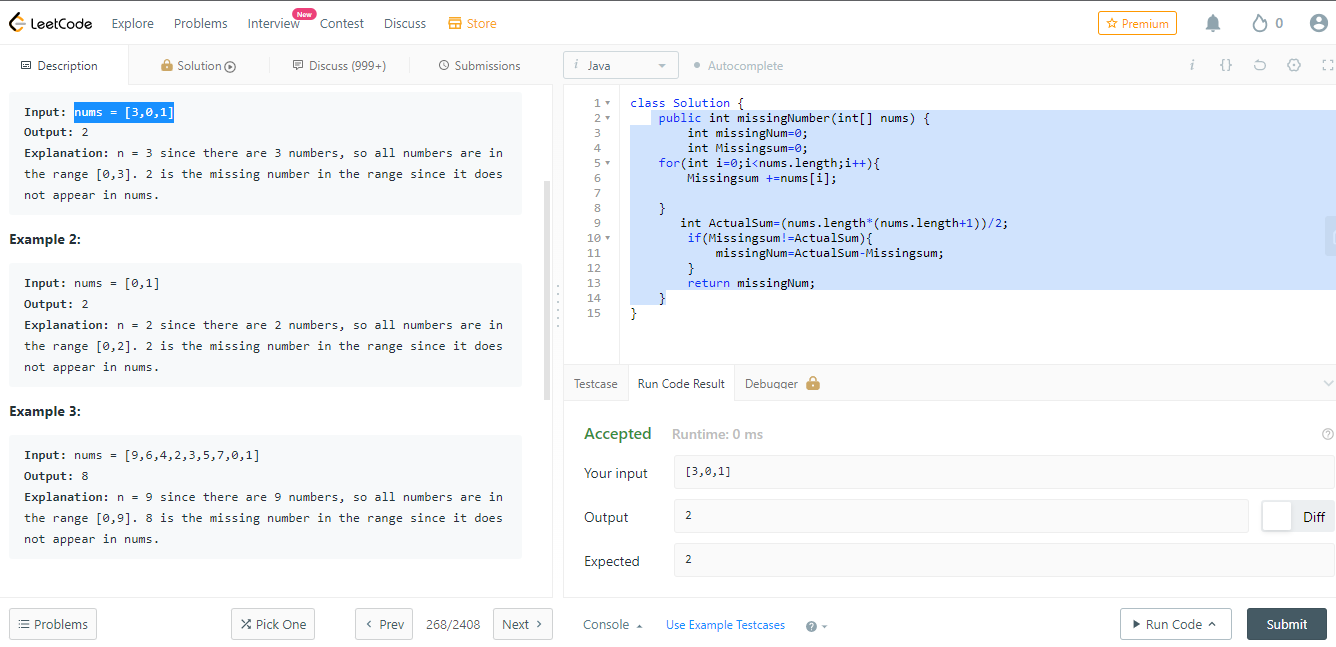 LeetCode Explore Problems Interview New Contest Discuss Store Premium 0
Description Solution Discuss (999+) Submissions
Input: nums = [3,0,1]
Output: 2
Explanation: n = 3 since there are 3 numbers, so all numbers are in
the range [0,3]. 2 is the missing number in the range since it does
not appear in nums.
Example 2:
Input: nums = [0,1]
Output: 2
Explanation: n = 2 since there are 2 numbers, so all numbers are in
the range [0,2]. 2 is the missing number in the range since it does
not appear in nums.
Example 3:
Input: nums = [9,6,4,2,3,5,7,0,1]
Output: 8
Explanation: n = 9 since there are 9 numbers, so all numbers are in
the range [0,9]. 8 is the missing number in the range since it does
not appear in nums.
Problems Pick One < Prev 268/2408 Next >
i Java Autocomplete i {}
1 class Solution {
2 public int missingNumber(int[] nums) {
3 int missingNum=0;
4 int Missingsum=0;
5 for(int i=0;i<nums.length;i++){
6 Missingsum +=nums[i];
7
8 }
9 int ActualSum=(nums.length*(nums.length+1))/2;
10 if(Missingsum!=ActualSum){
11 missingNum=ActualSum-Missingsum;
12 }
13 return missingNum;
14 }
15 }
Testcase Run Code Result Debugger
Accepted Runtime: 0 ms
Your input [3,0,1]
Output 2 Diff
Expected 2
Console Use Example Testcases Run Code Submit